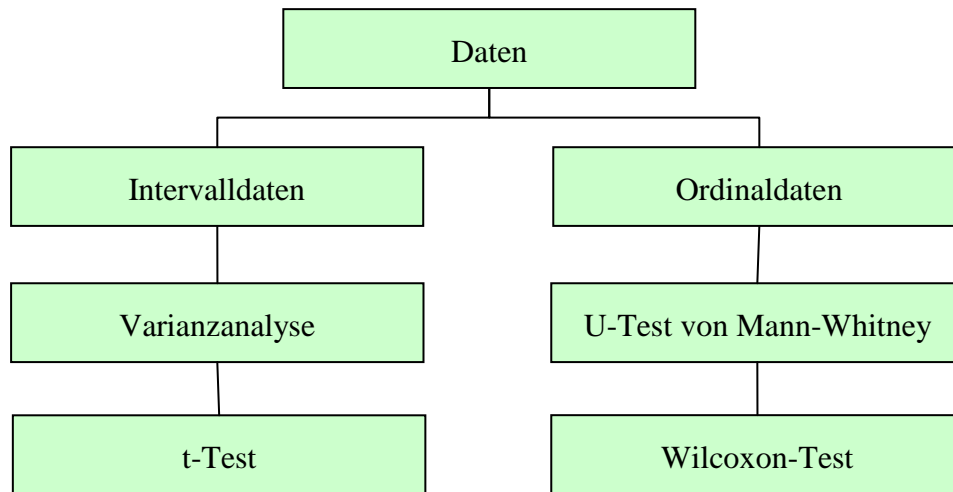 Daten
Intervalldaten
Ordinaldaten
Varianzanalyse
U-Test von Mann-Whitney
t-Test
Wilcoxon-Test